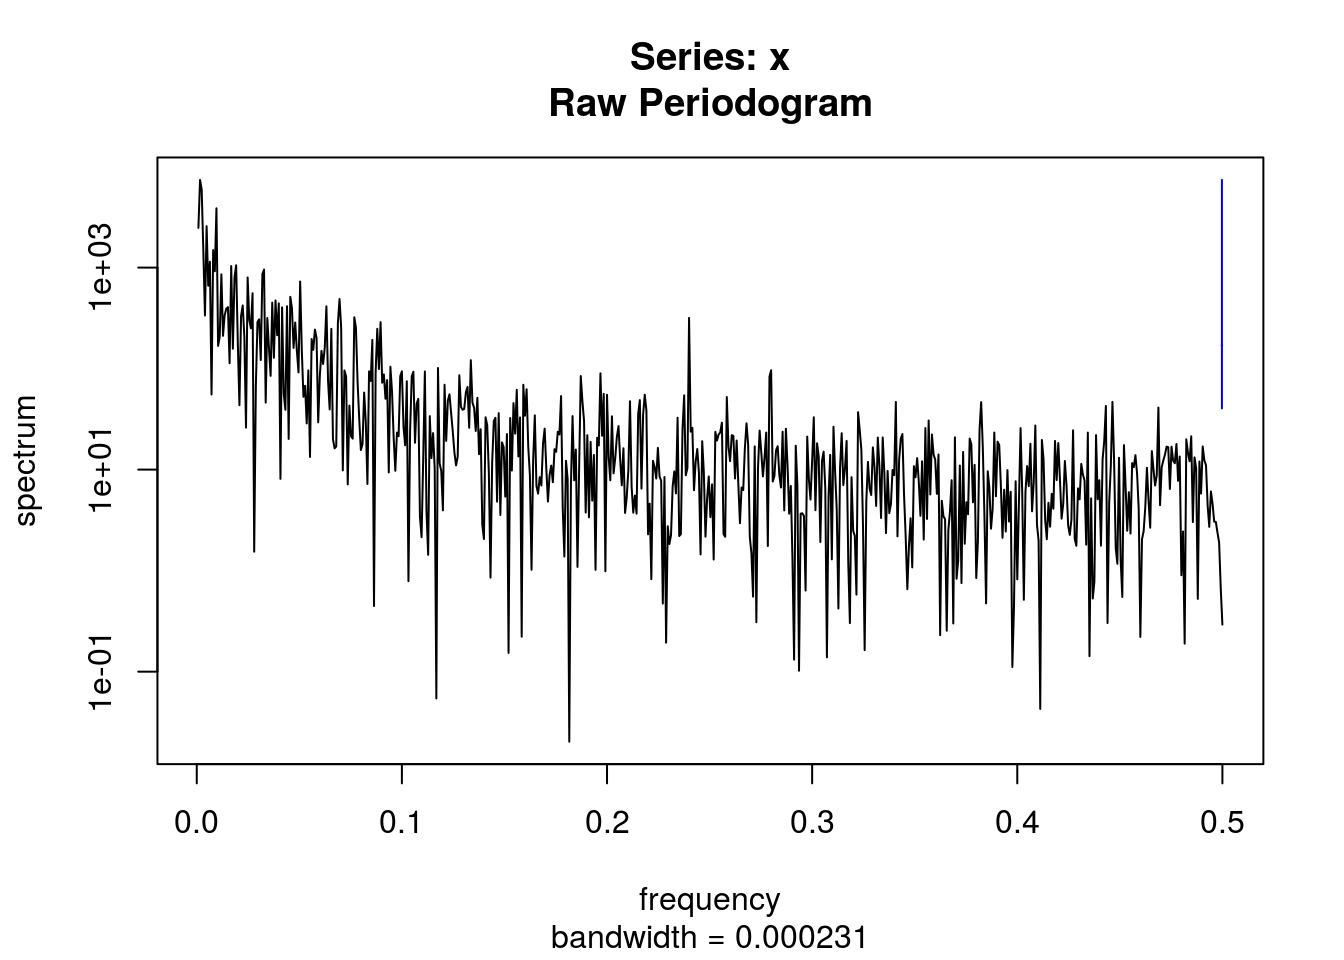 Series: x
Raw Periodogram
spectrum
1e+03
1e+01
1e-01
0.0 0.1 0.2 0.3 0.4 0.5
frequency
bandwidth = 0.000231